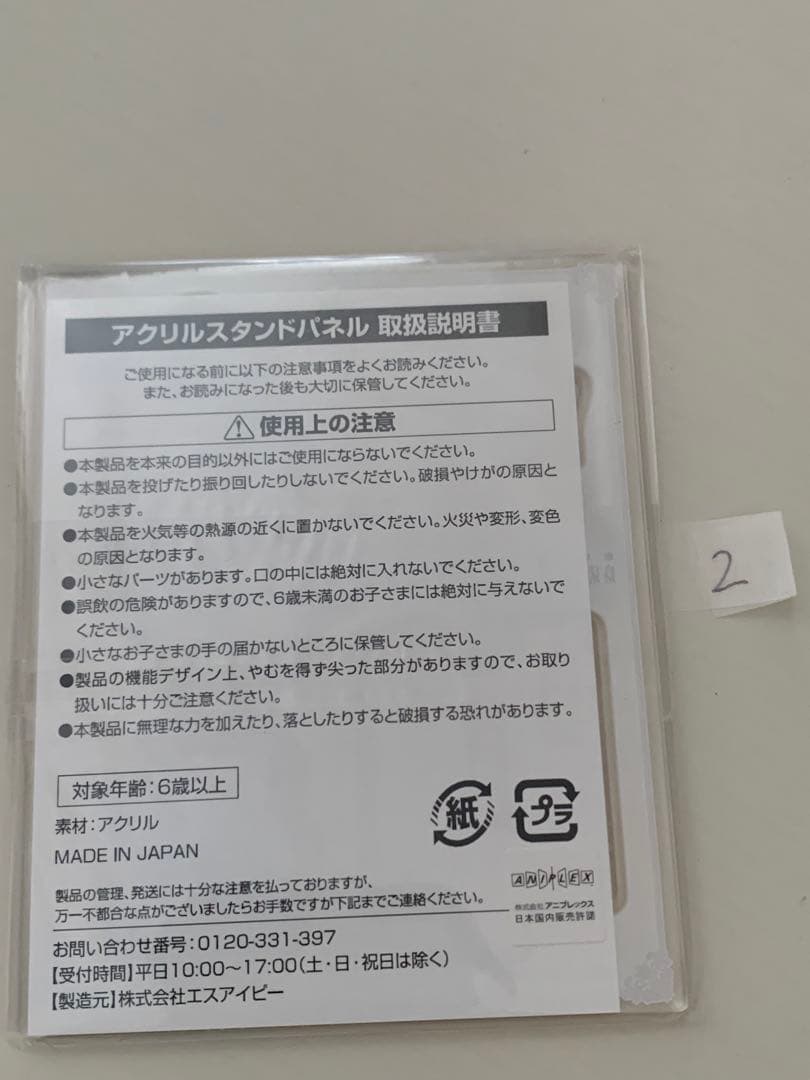 アクリルスタンドパネル 取扱説明書
ご使用になる前に以下の注意事項をよくお読みください。
また、お読みになった後も大切に保管してください。
使用上の注意
●本製品を本来の目的以外にはご使用にならないでください。
●本製品を投げたり振り回したりしないでください。破損やけがの原因と
なります。
●本製品を火気等の熱源の近くに置かないでください。火災や変形、変色
の原因となります。
●小さなパーツがあります。口の中には絶対に入れないでください。
●誤飲の危険がありますので、6歳未満のお子さまには絶対に与えないで
ください。
●小さなお子さまの手の届かないところに保管してください。
●製品の機能デザイン上、やむを得ず尖った部分がありますので、お取り
扱いには十分ご注意ください。
●本製品に無理な力を加えたり、落としたりすると破損する恐れがあります。
対象年齢：6歳以上
素材：アクリル
MADE IN JAPAN
紙
プラ
製品の管理、発送には十分な注意を払っておりますが、
万一不都合な点がございましたらお手数ですが下記までご連絡ください。
ANIPLEX
株式会社アニプレックス
日本国内販売許諾
お問い合わせ番号：0120-331-397
【受付時間】平日10:00～17:00（土・日・祝日は除く）
【製造元】株式会社エスアイピー
2